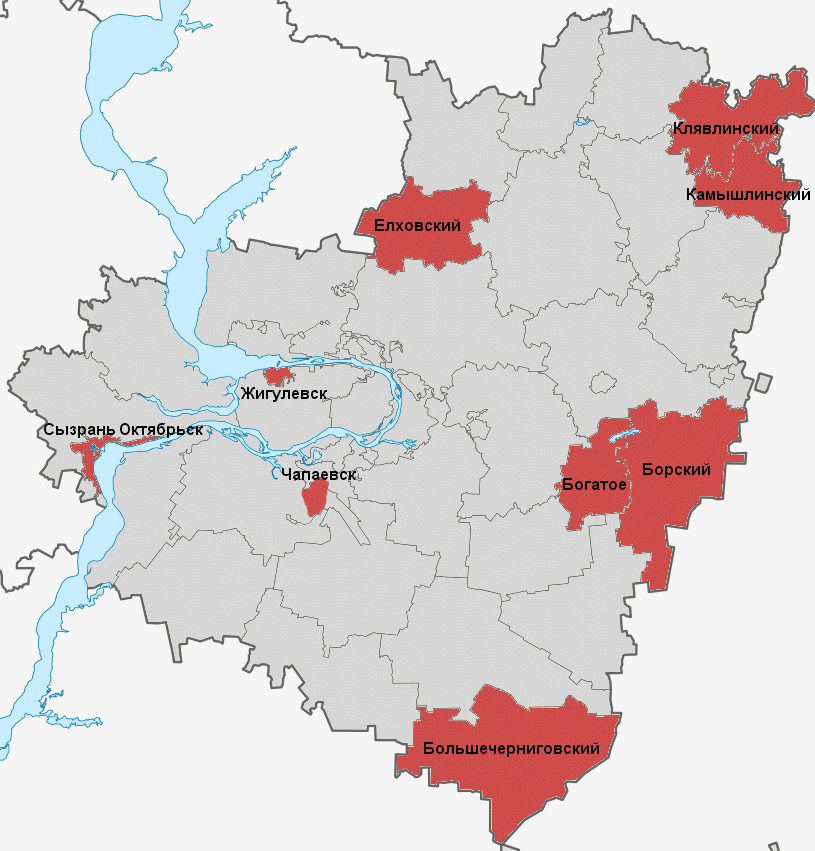 Клявлинский
Камышлинский
Елховский
Жигулевск
Сызрань Октябрьск
Чапаевск
Борский
Богатое
Большечерниговский